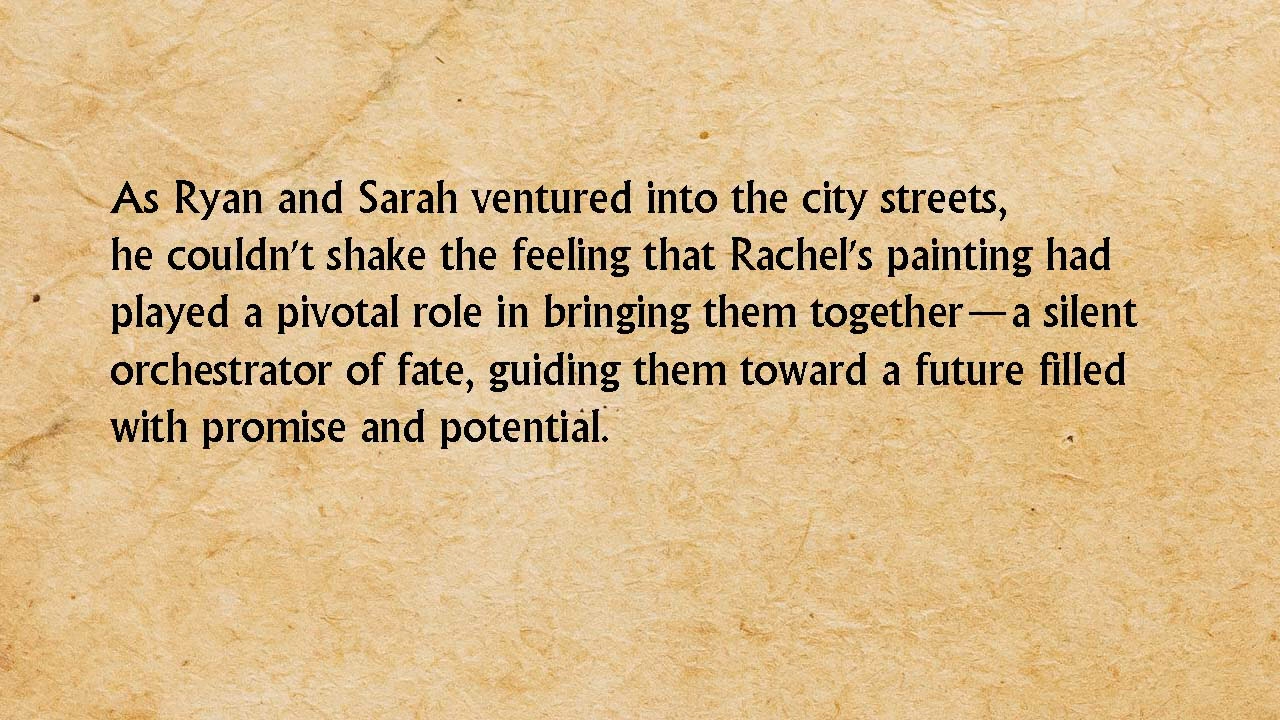 As Ryan and Sarah ventured into the city streets,
he couldn't shake the feeling that Rachel's painting had
played a pivotal role in bringing them together—a silent
orchestrator of fate, guiding them toward a future filled
with promise and potential.